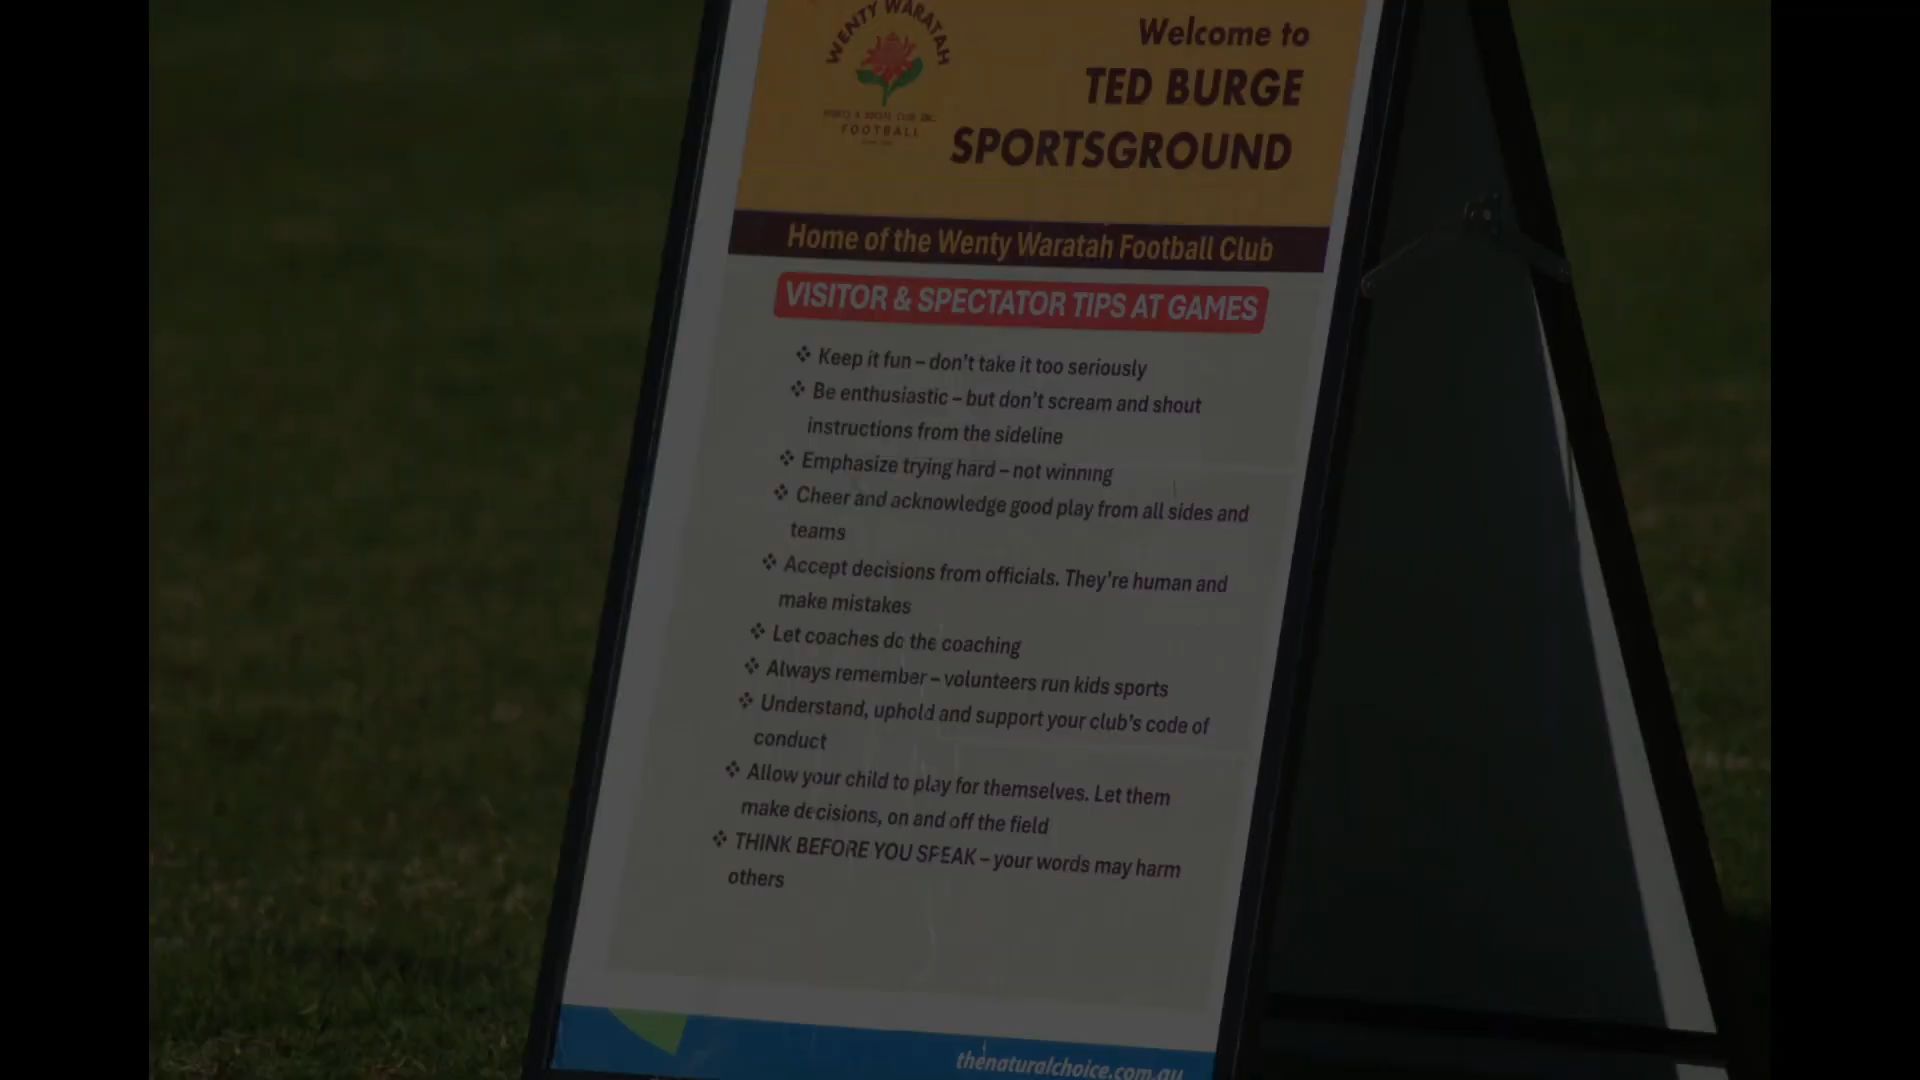 WENTY WARATAH
SPORTS & SOCIAL CLUB INC.
FOOTBALL
Welcome to
TED BURGE
SPORTSGROUND
Home of the Wenty Waratah Football Club
VISITOR & SPECTATOR TIPS AT GAMES
❖ Keep it fun – don't take it too seriously
❖ Be enthusiastic – but don't scream and shout
instructions from the sideline
❖ Emphasize trying hard – not winning
❖ Cheer and acknowledge good play from all sides and
teams
❖ Accept decisions from officials. They're human and
make mistakes
❖ Let coaches do the coaching
❖ Always remember – volunteers run kids sports
❖ Understand, uphold and support your club's code of
conduct
❖ Allow your child to play for themselves. Let them
make decisions, on and off the field
❖ THINK BEFORE YOU SPEAK – your words may harm
others
thenaturalchoice.com.au